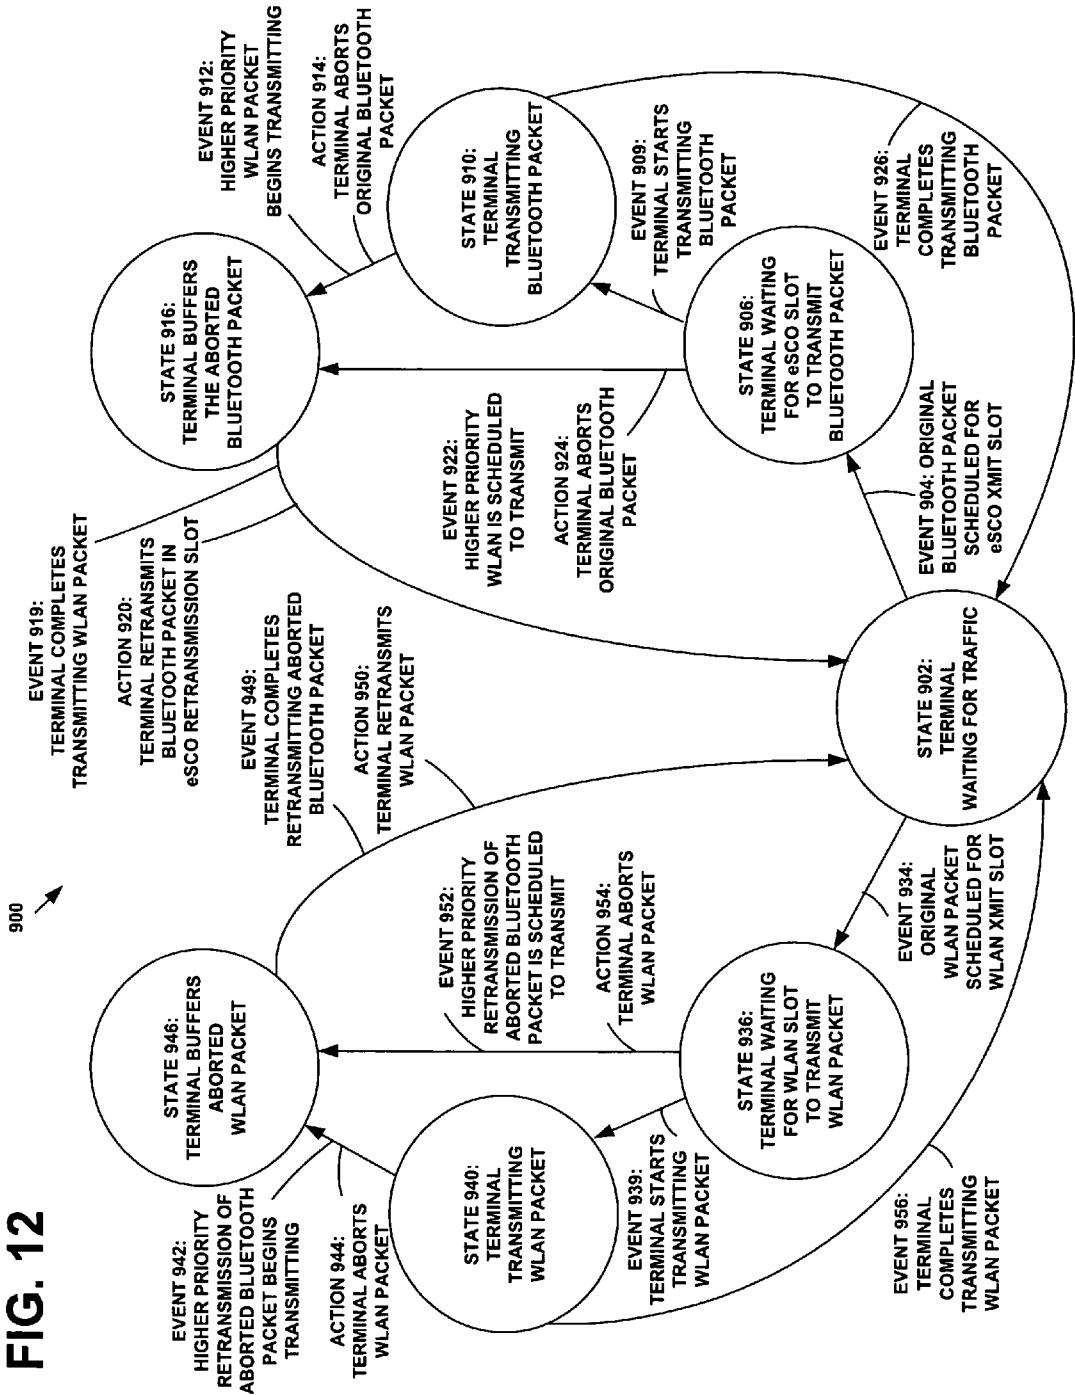 FIG. 12
900
EVENT 942:
HIGHER PRIORITY
RETRANSMISSION OF
ABORTED BLUETOOTH
PACKET BEGINS
TRANSMITTING
ACTION 944:
TERMINAL ABORTS
WLAN PACKET
STATE 946:
TERMINAL BUFFERS
ABORTED
WLAN PACKET
STATE 940:
TERMINAL
TRANSMITTING
WLAN PACKET
EVENT 939:
TERMINAL STARTS
TRANSMITTING
WLAN PACKET
STATE 936:
TERMINAL WAITING
FOR WLAN SLOT
TO TRANSMIT
WLAN PACKET
EVENT 952:
HIGHER PRIORITY
RETRANSMISSION OF
ABORTED BLUETOOTH
PACKET IS SCHEDULED
TO TRANSMIT
ACTION 954:
TERMINAL ABORTS
WLAN PACKET
EVENT 956:
TERMINAL
COMPLETES
TRANSMITTING
WLAN PACKET
EVENT 934:
ORIGINAL
WLAN PACKET
SCHEDULED FOR
WLAN XMIT SLOT
EVENT 949:
TERMINAL COMPLETES
RETRANSMITTING ABORTED
BLUETOOTH PACKET
ACTION 950:
TERMINAL RETRANSMITS
WLAN PACKET
STATE 902:
TERMINAL
WAITING FOR TRAFFIC
EVENT 919:
TERMINAL COMPLETES
TRANSMITTING WLAN PACKET
ACTION 920:
TERMINAL RETRANSMITS
BLUETOOTH PACKET IN
eSCO RETRANSMISSION SLOT
EVENT 922:
HIGHER PRIORITY
WLAN IS SCHEDULED
TO TRANSMIT
ACTION 924:
TERMINAL ABORTS
ORIGINAL BLUETOOTH
PACKET
EVENT 904: ORIGINAL
BLUETOOTH PACKET
SCHEDULED FOR
eSCO XMIT SLOT
STATE 916:
TERMINAL BUFFERS
THE ABORTED
BLUETOOTH PACKET
STATE 906:
TERMINAL WAITING
FOR eSCO SLOT
TO TRANSMIT
BLUETOOTH PACKET
EVENT 909:
TERMINAL STARTS
TRANSMITTING
BLUETOOTH
PACKET
STATE 910:
TERMINAL
TRANSMITTING
BLUETOOTH PACKET
EVENT 912:
HIGHER PRIORITY
WLAN PACKET
BEGINS TRANSMITTING
ACTION 914:
TERMINAL ABORTS
ORIGINAL BLUETOOTH
PACKET
EVENT 926:
TERMINAL
COMPLETES
TRANSMITTING
BLUETOOTH
PACKET